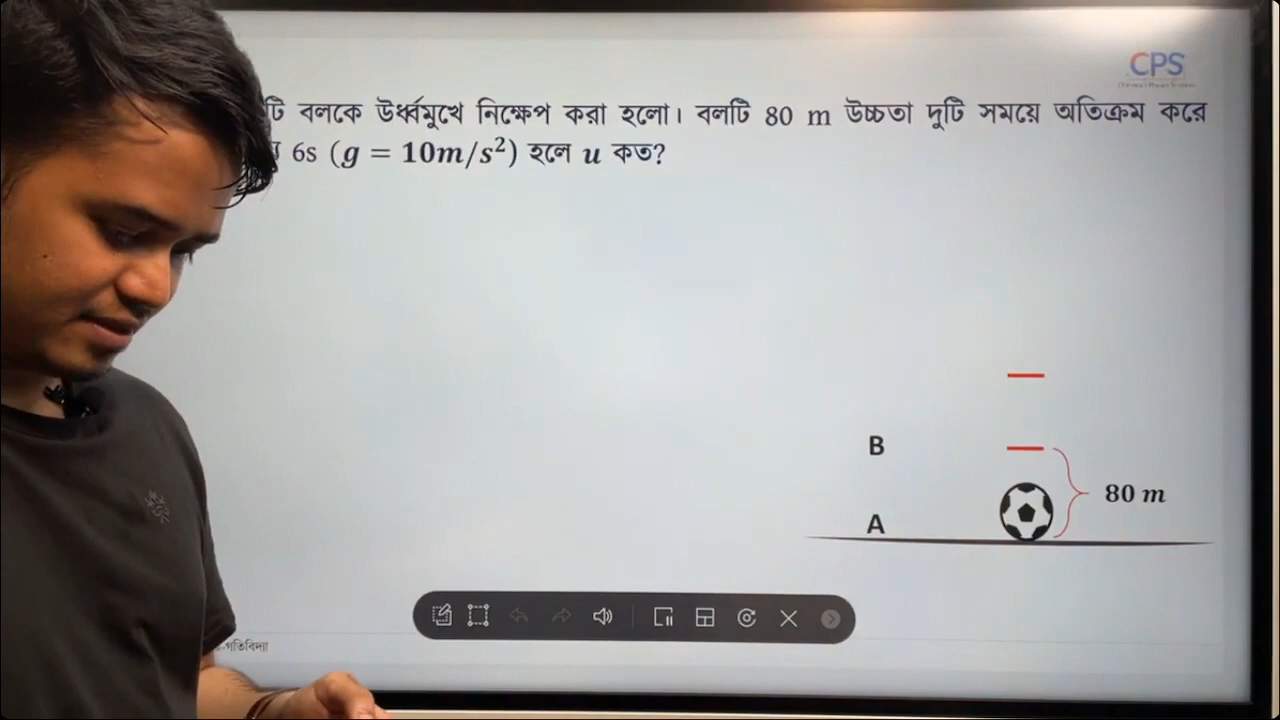 CPS
টি বলকে উর্ধ্বমুখে নিক্ষেপ করা হলো। বলটি 80 m উচ্চতা দুটি সময়ে অতিক্রম করে
6s (g = 10m/s²) হলে u কত?
B
80 m
A
-গতিবিদ্যা